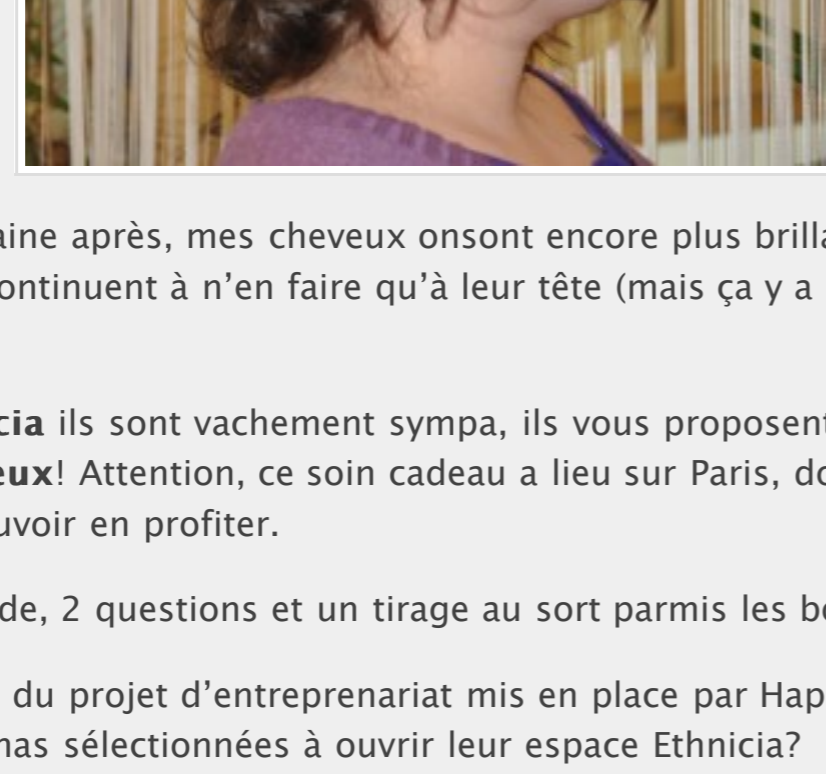 aine après, mes cheveux onsont encore plus brilla
ontinuent à n’en faire qu’à leur tête (mais ça y a
cia ils sont vachement sympa, ils vous proposent
eux! Attention, ce soin cadeau a lieu sur Paris, do
uvoir en profiter.
de, 2 questions et un tirage au sort parmis les bo
du projet d’entreprenariat mis en place par Hap
mas sélectionnées à ouvrir leur espace Ethnicia?